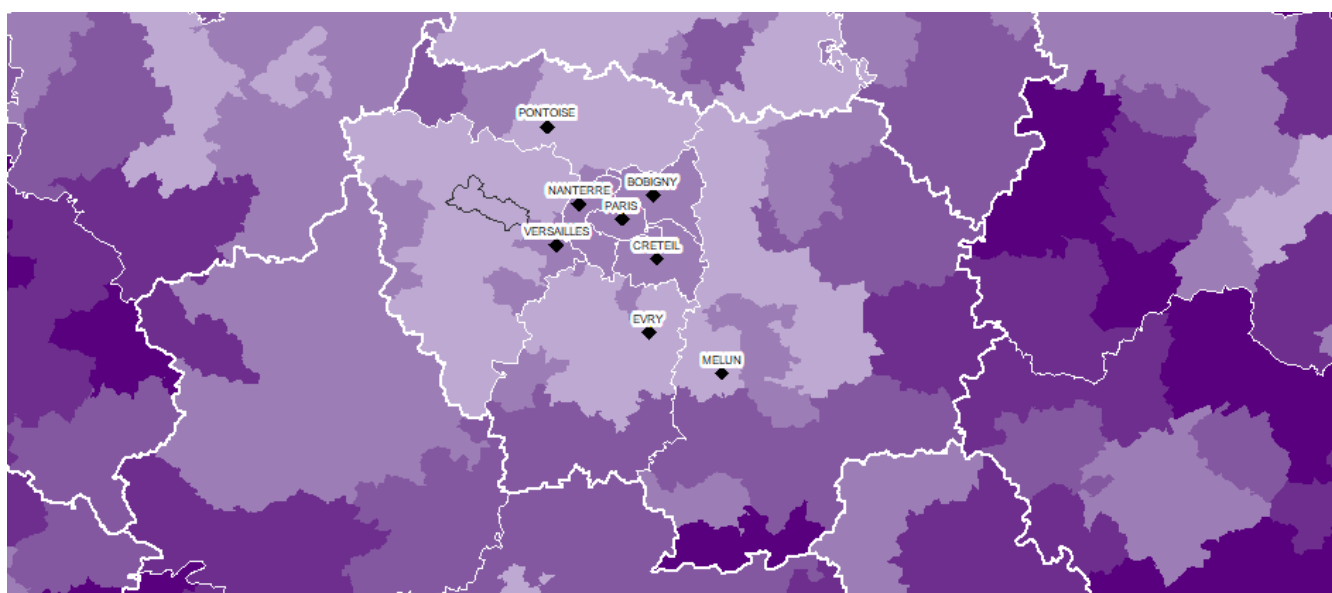 PONTOISE
BOBIGNY
NANTERRE
PARIS
VERSAILLES
CRETEIL
EVRY
MELUN